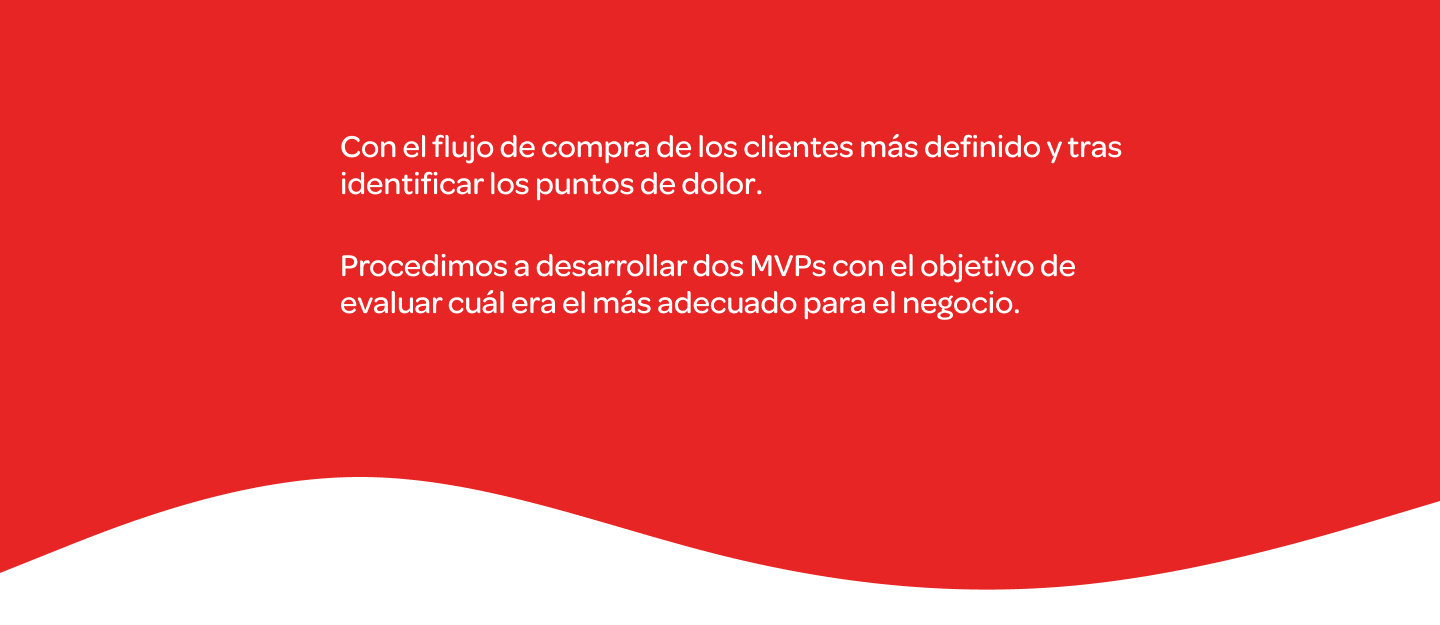 Con el flujo de compra de los clientes más definido y tras
identificar los puntos de dolor.
Procedimos a desarrollar dos MVPs con el objetivo de
evaluar cuál era el más adecuado para el negocio.